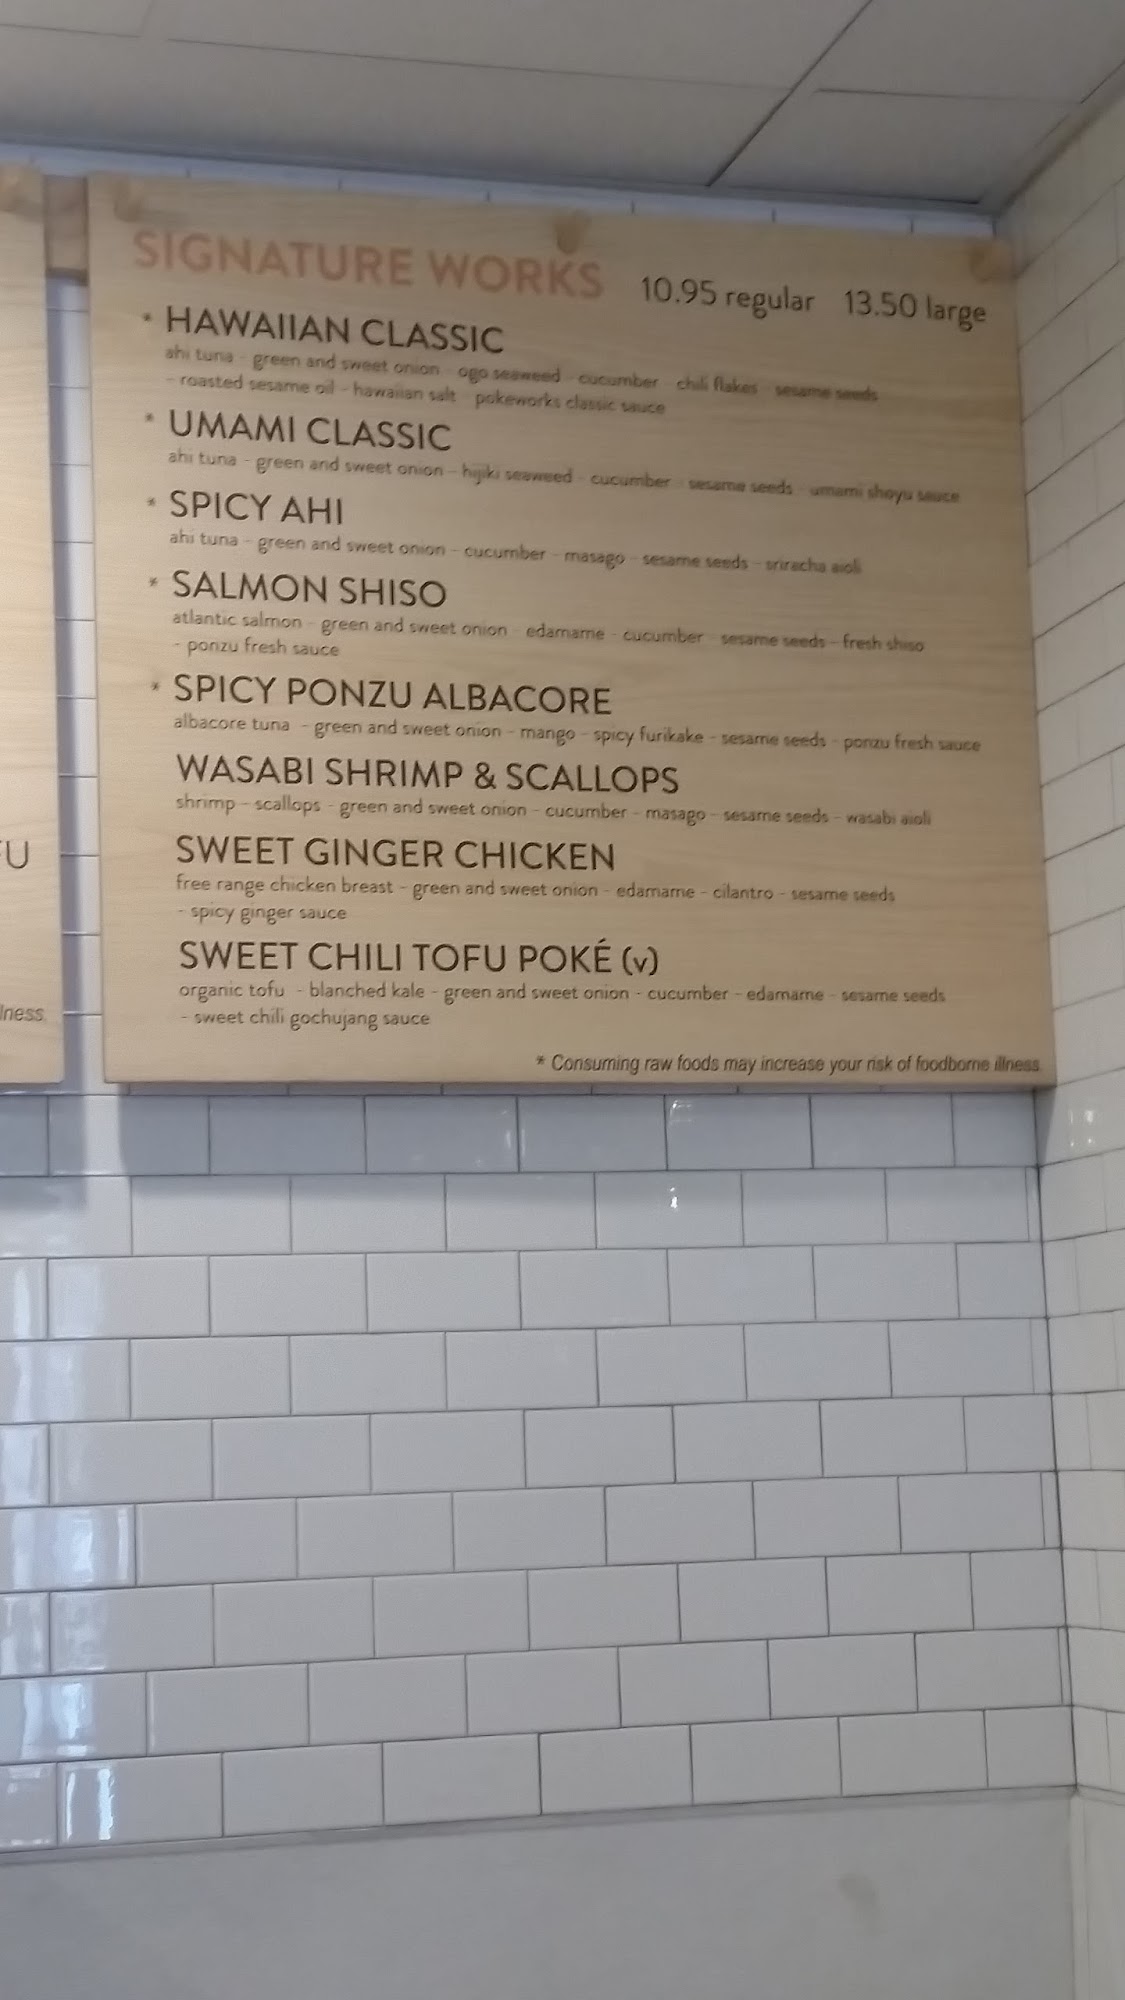 SIGNATURE WORKS 10.95 regular 13.50 large
* HAWAIIAN CLASSIC
ahi tuna - green and sweet onion - ogo seaweed - cucumber - chili flakes - sesame seeds
- roasted sesame oil - hawaiian salt - pokeworks classic sauce
* UMAMI CLASSIC
ahi tuna - green and sweet onion - hijiki seaweed - cucumber - sesame seeds - umami shoyu sauce
* SPICY AHI
ahi tuna - green and sweet onion - cucumber - masago - sesame seeds - sriracha aioli
* SALMON SHISO
atlantic salmon - green and sweet onion - edamame - cucumber - sesame seeds - fresh shiso
- ponzu fresh sauce
* SPICY PONZU ALBACORE
albacore tuna - green and sweet onion - mango - spicy furikake - sesame seeds - ponzu fresh sauce
WASABI SHRIMP & SCALLOPS
shrimp - scallops - green and sweet onion - cucumber - masago - sesame seeds - wasabi aioli
FU
SWEET GINGER CHICKEN
free range chicken breast - green and sweet onion - edamame - cilantro - sesame seeds
- spicy ginger sauce
SWEET CHILI TOFU POKÉ (v)
organic tofu - blanched kale - green and sweet onion - cucumber - edamame - sesame seeds
- sweet chili gochujang sauce
lness.
* Consuming raw foods may increase your risk of foodborne illness.